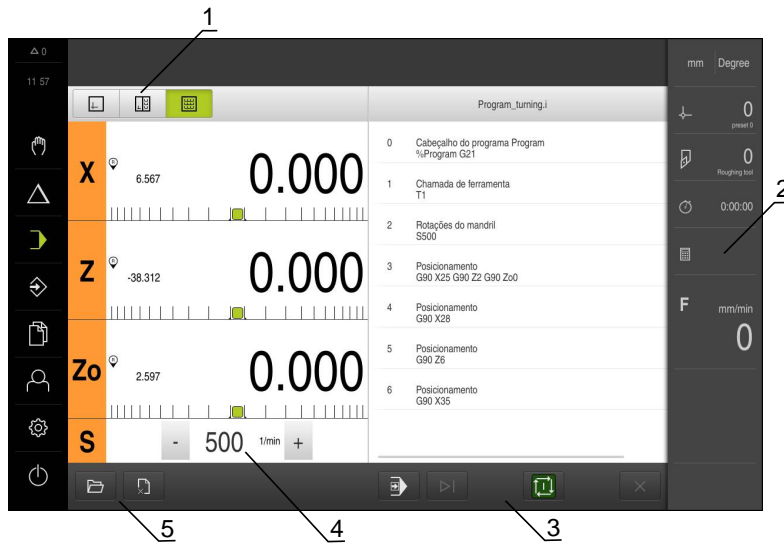 1
0
11 57
mm Degree
Program_turning.i
0
preset 0
0
Roughing tool
0:00:00
F mm/min
0
2
X R 6.567 0.000
Z R -38.312 0.000
Zo R 2.597 0.000
S - 500 1/min +
0 Cabeçalho do programa Program
%Program G21
1 Chamada de ferramenta
T1
2 Rotações do mandril
S500
3 Posicionamento
G90 X25 G90 Z2 G90 Zo0
4 Posicionamento
G90 X28
5 Posicionamento
G90 Z6
6 Posicionamento
G90 X35
5
4
3